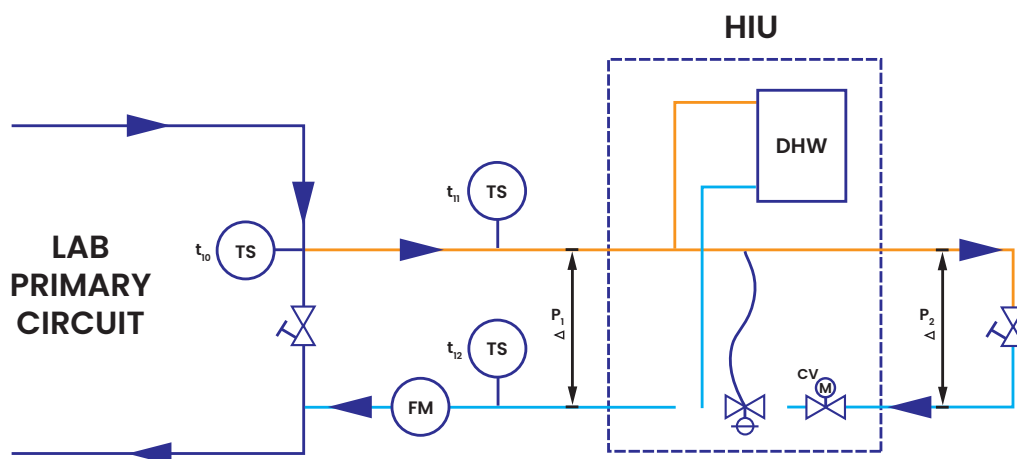 HIU
DHW
t₁₁ TS
LAB
PRIMARY
CIRCUIT
t₁₀ TS
P₁
Δ
P₂
Δ
t₁₂ TS
CV
M
FM